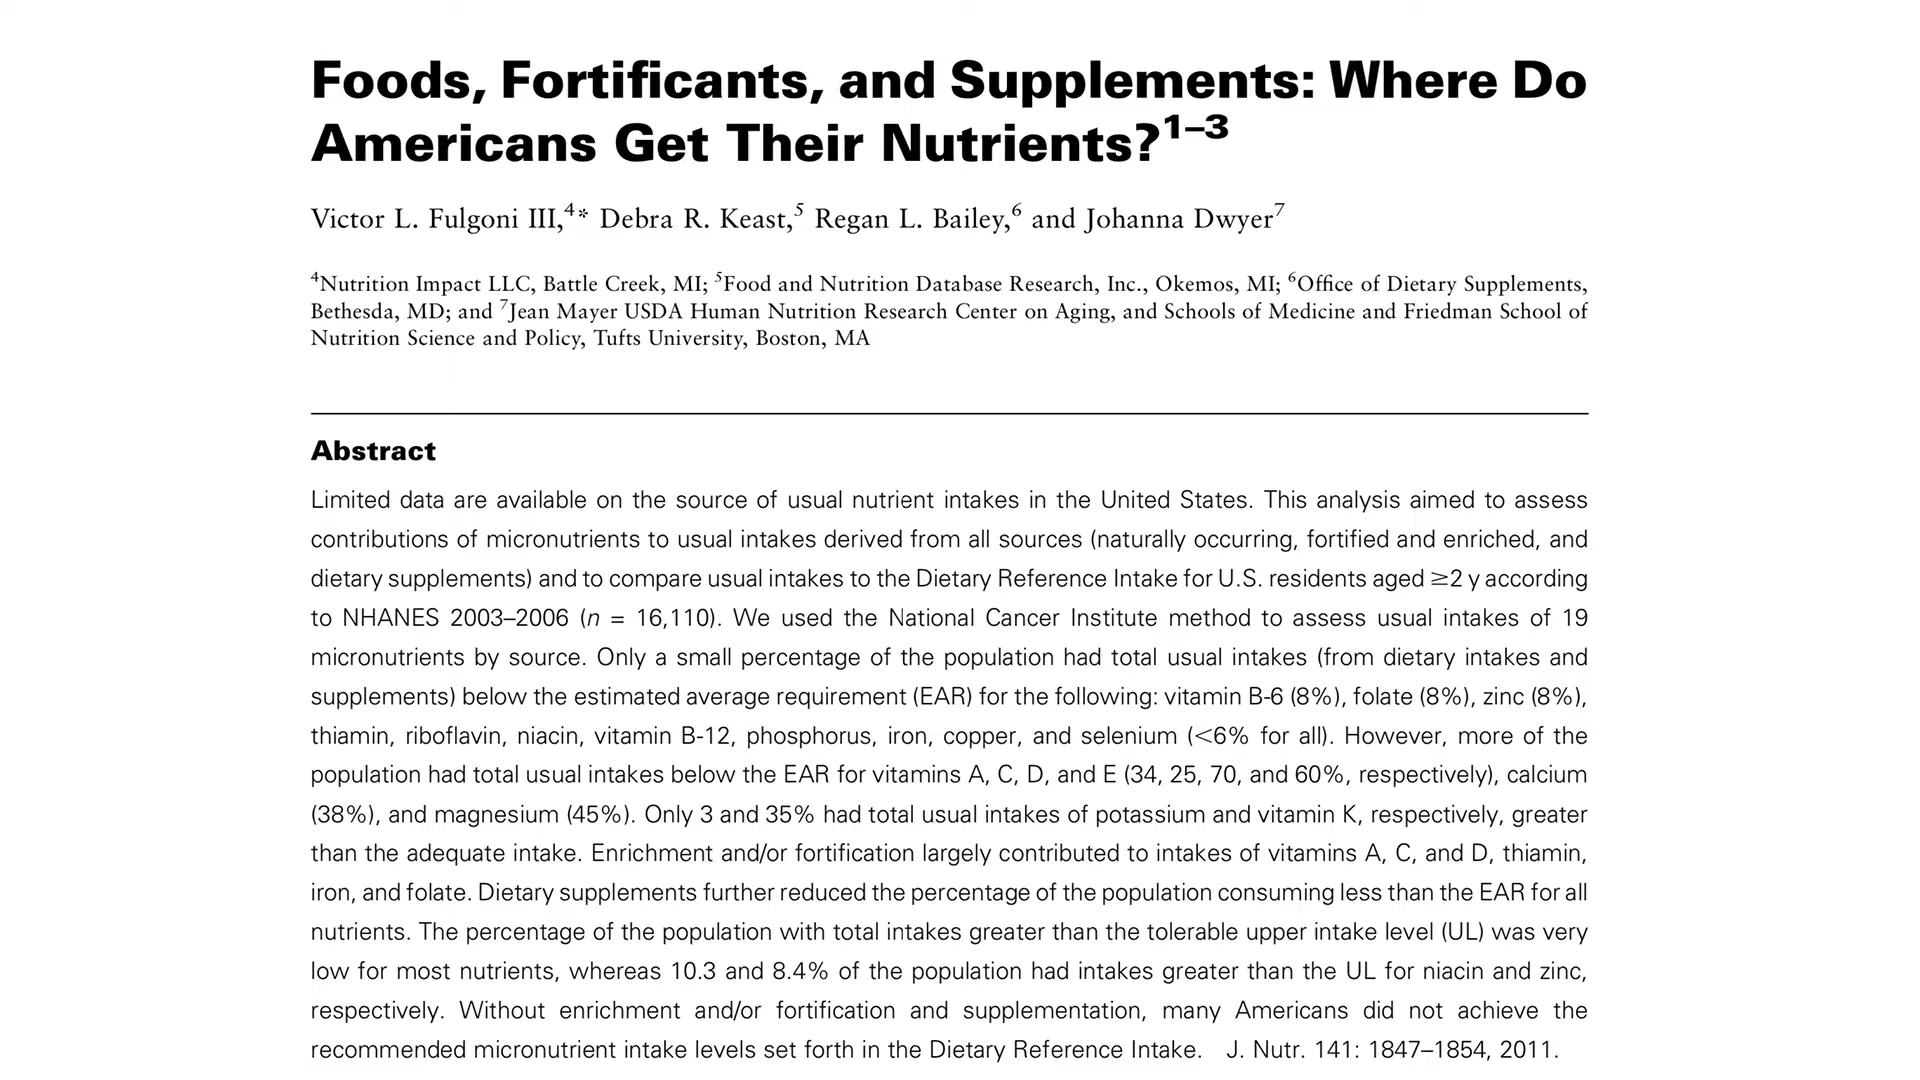 Foods, Fortificants, and Supplements: Where Do
Americans Get Their Nutrients?1–3
Victor L. Fulgoni III,4* Debra R. Keast,5 Regan L. Bailey,6 and Johanna Dwyer7
4Nutrition Impact LLC, Battle Creek, MI; 5Food and Nutrition Database Research, Inc., Okemos, MI; 6Office of Dietary Supplements,
Bethesda, MD; and 7Jean Mayer USDA Human Nutrition Research Center on Aging, and Schools of Medicine and Friedman School of
Nutrition Science and Policy, Tufts University, Boston, MA
Abstract
Limited data are available on the source of usual nutrient intakes in the United States. This analysis aimed to assess
contributions of micronutrients to usual intakes derived from all sources (naturally occurring, fortified and enriched, and
dietary supplements) and to compare usual intakes to the Dietary Reference Intake for U.S. residents aged ≥2 y according
to NHANES 2003–2006 (n = 16,110). We used the National Cancer Institute method to assess usual intakes of 19
micronutrients by source. Only a small percentage of the population had total usual intakes (from dietary intakes and
supplements) below the estimated average requirement (EAR) for the following: vitamin B-6 (8%), folate (8%), zinc (8%),
thiamin, riboflavin, niacin, vitamin B-12, phosphorus, iron, copper, and selenium (<6% for all). However, more of the
population had total usual intakes below the EAR for vitamins A, C, D, and E (34, 25, 70, and 60%, respectively), calcium
(38%), and magnesium (45%). Only 3 and 35% had total usual intakes of potassium and vitamin K, respectively, greater
than the adequate intake. Enrichment and/or fortification largely contributed to intakes of vitamins A, C, and D, thiamin,
iron, and folate. Dietary supplements further reduced the percentage of the population consuming less than the EAR for all
nutrients. The percentage of the population with total intakes greater than the tolerable upper intake level (UL) was very
low for most nutrients, whereas 10.3 and 8.4% of the population had intakes greater than the UL for niacin and zinc,
respectively. Without enrichment and/or fortification and supplementation, many Americans did not achieve the
recommended micronutrient intake levels set forth in the Dietary Reference Intake. J. Nutr. 141: 1847–1854, 2011.